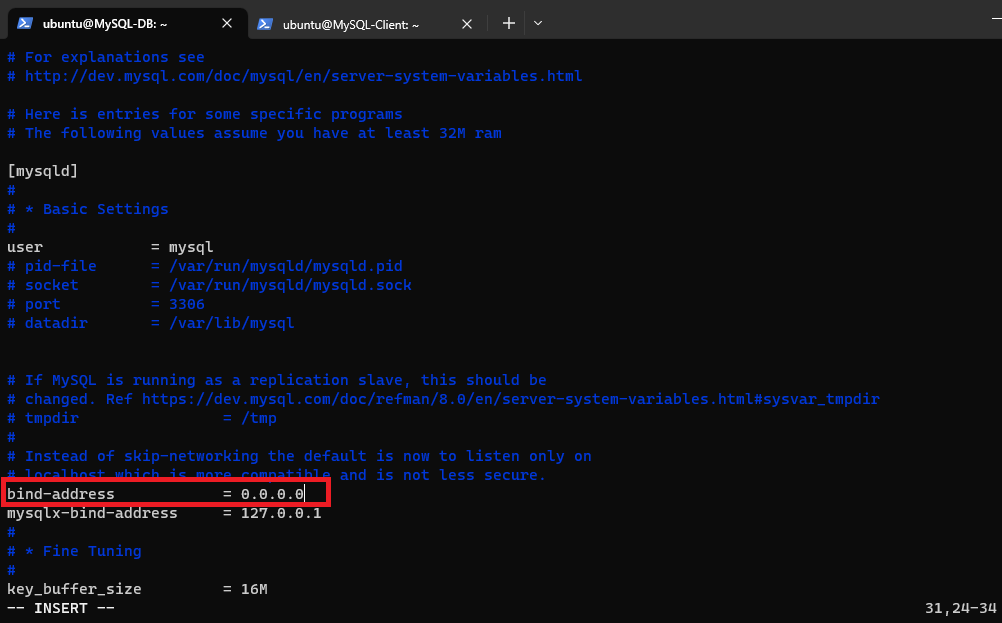 ubuntu@MySQL-DB: ~
ubuntu@MySQL-Client: ~
# For explanations see
# http://dev.mysql.com/doc/mysql/en/server-system-variables.html
# Here is entries for some specific programs
# The following values assume you have at least 32M ram
[mysqld]
#
# * Basic Settings
#
user            = mysql
# pid-file      = /var/run/mysqld/mysqld.pid
# socket        = /var/run/mysqld/mysqld.sock
# port          = 3306
# datadir       = /var/lib/mysql
# If MySQL is running as a replication slave, this should be
# changed. Ref https://dev.mysql.com/doc/refman/8.0/en/server-system-variables.html#sysvar_tmpdir
# tmpdir                = /tmp
#
# Instead of skip-networking the default is now to listen only on
# localhost which is more compatible and is not less secure.
bind-address            = 0.0.0.0
mysqlx-bind-address     = 127.0.0.1
#
# * Fine Tuning
#
key_buffer_size         = 16M
-- INSERT --                                                                                          31,24-34